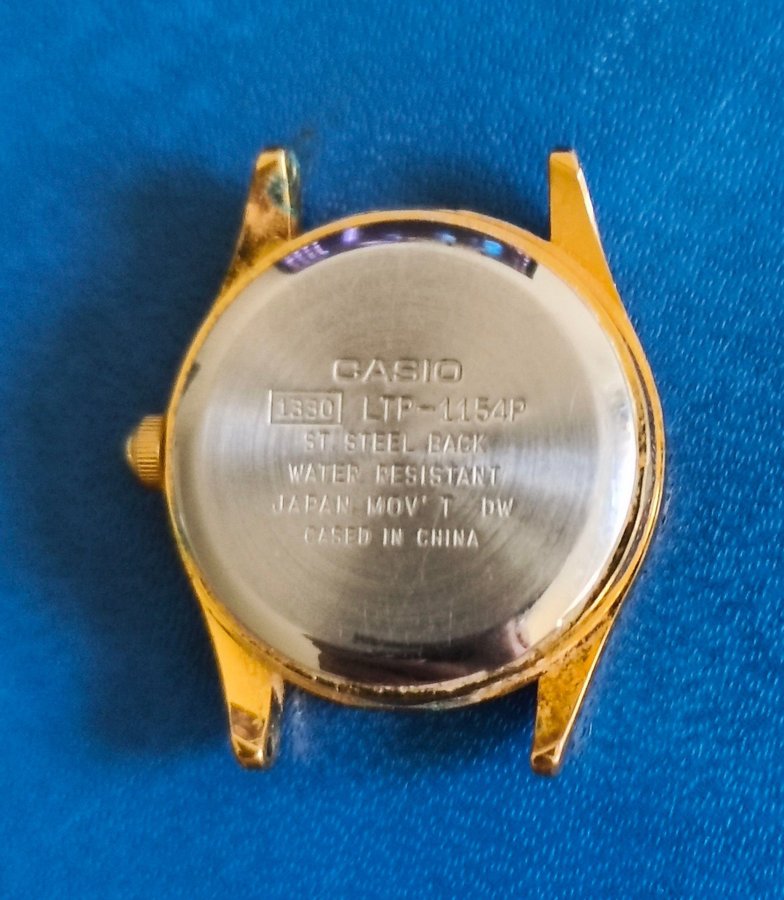 CASIO
1330 LTP-1154P
ST.STEEL BACK
WATER RESISTANT
JAPAN MOV'T DW
CASED IN CHINA